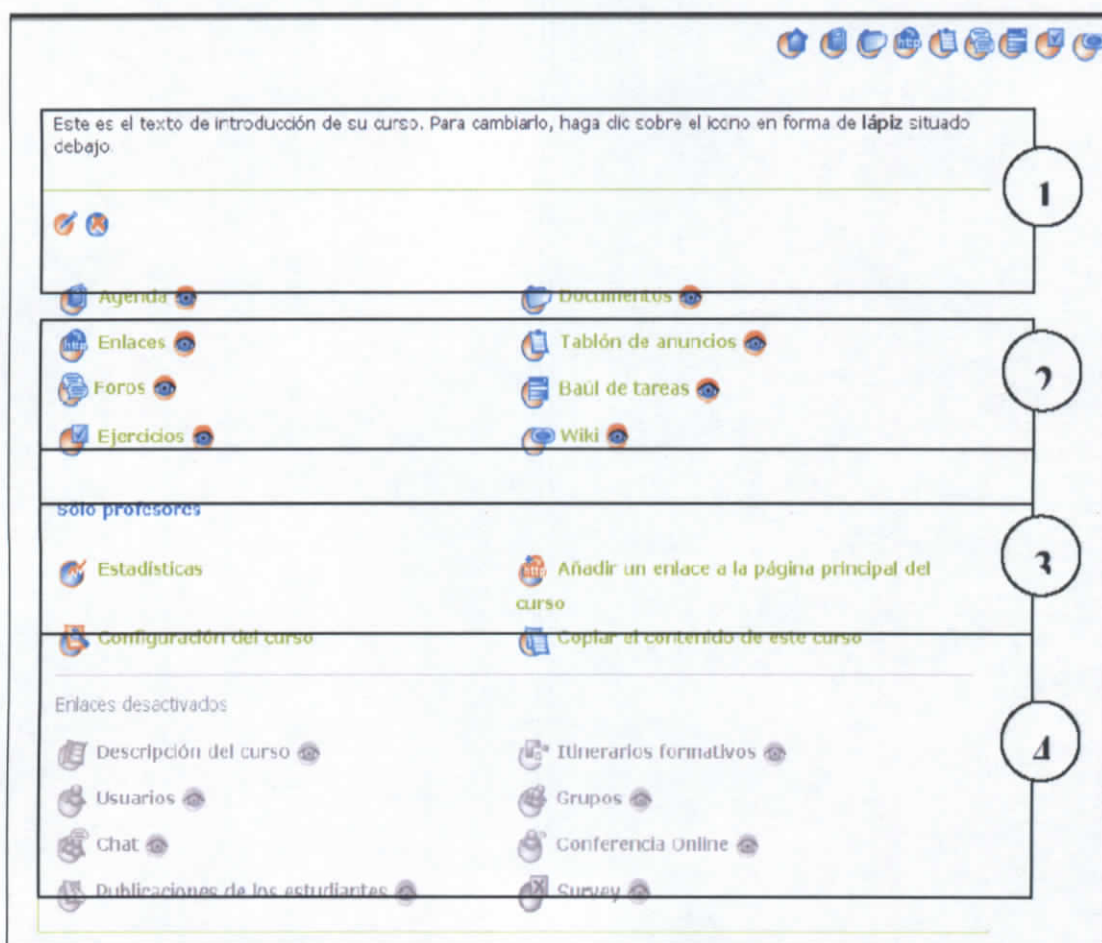 Este es el texto de introducción de su curso. Para cambiarlo, haga clic sobre el icono en forma de lápiz situado
debajo.
1
Agenda Documentos
Enlaces Tablón de anuncios
2
Foros Baúl de tareas
Ejercicios Wiki
Sólo profesores
3
Estadísticas Añadir un enlace a la página principal del
curso
Configuración del curso Copiar el contenido de este curso
Enlaces desactivados
4
Descripción del curso Itinerarios formativos
Usuarios Grupos
Chat Conferencia Online
Publicaciones de los estudiantes Survey